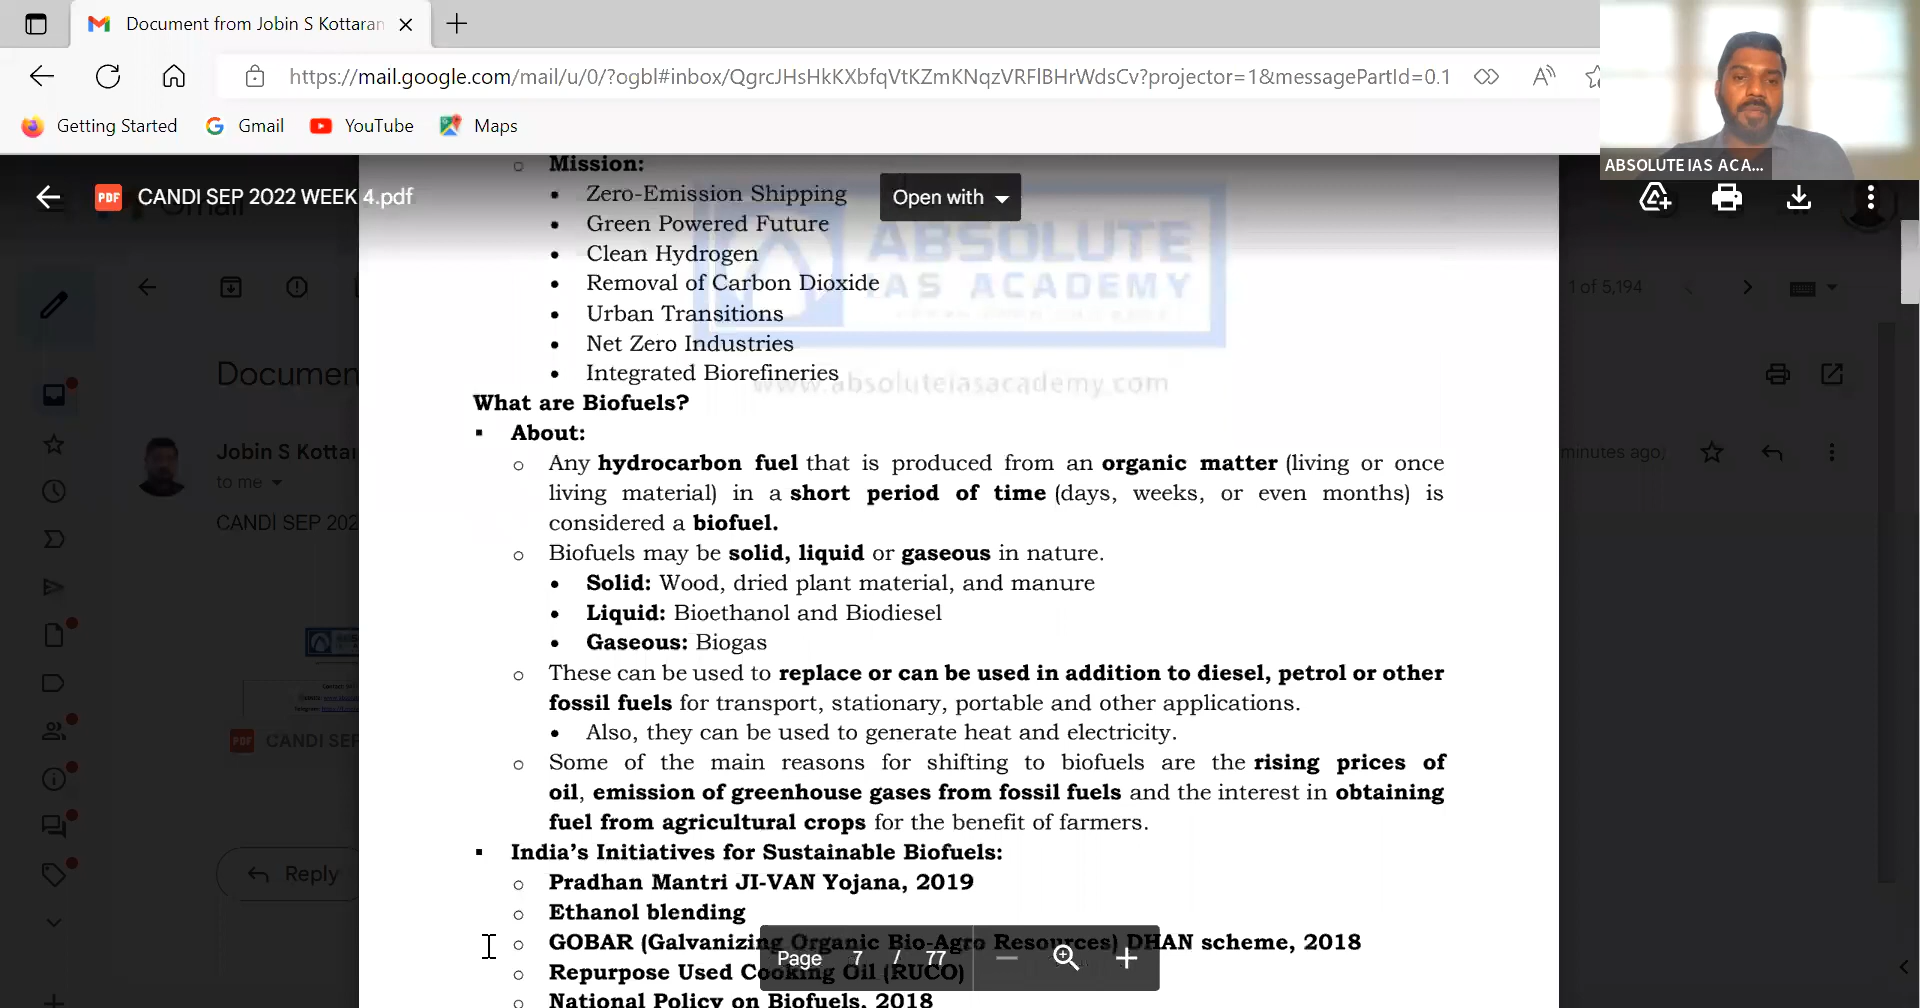 Document from Jobin S Kottaran
https://mail.google.com/mail/u/0/?ogbl#inbox/QgrcJHsHkKXbfqVtKZmKNqzVRFlBHrWdsCv?projector=1&messagePartId=0.1
Getting Started
Gmail
YouTube
Maps
ABSOLUTE IAS ACA...
PDF CANDI SEP 2022 WEEK 4.pdf
Open with
Mission:
Zero-Emission Shipping
Green Powered Future
Clean Hydrogen
Removal of Carbon Dioxide
Urban Transitions
Net Zero Industries
Integrated Biorefineries
ABSOLUTE
IAS ACADEMY
www.absoluteiasacademy.com
What are Biofuels?
About:
Any hydrocarbon fuel that is produced from an organic matter (living or once
living material) in a short period of time (days, weeks, or even months) is
considered a biofuel.
Biofuels may be solid, liquid or gaseous in nature.
Solid: Wood, dried plant material, and manure
Liquid: Bioethanol and Biodiesel
Gaseous: Biogas
These can be used to replace or can be used in addition to diesel, petrol or other
fossil fuels for transport, stationary, portable and other applications.
Also, they can be used to generate heat and electricity.
Some of the main reasons for shifting to biofuels are the rising prices of
oil, emission of greenhouse gases from fossil fuels and the interest in obtaining
fuel from agricultural crops for the benefit of farmers.
India's Initiatives for Sustainable Biofuels:
Pradhan Mantri JI-VAN Yojana, 2019
Ethanol blending
GOBAR (Galvanizing Organic Bio-Agro Resources) DHAN scheme, 2018
Repurpose Used Cooking Oil (RUCO)
National Policy on Biofuels, 2018
Page 7 / 77
Gmail
1 of 5,194
Documen
Jobin S Kottar
to me
minutes ago)
CANDI SEP 202
PDF CANDI SEP
Reply